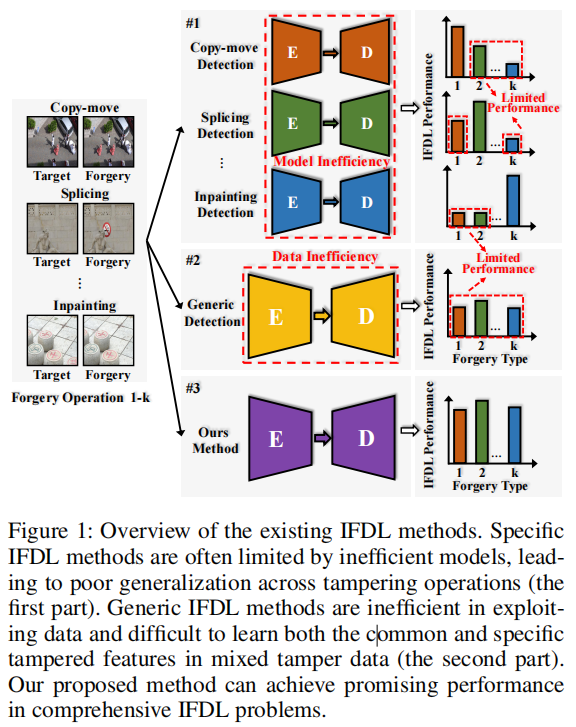 Copy-move
Target Forgery
Splicing
Target Forgery
⋮
Inpainting
Target Forgery
Forgery Operation 1-k
#1
Copy-move
Detection
E D
Splicing
Detection
E D
⋮
Model Inefficiency
Inpainting
Detection
E D
IFDL Performance
1 2 ... k
Limited
Performance
1 2 ... k
1 2 k
Limited
Performance
#2
Data Inefficiency
Generic
Detection
E D
IFDL Performance
1 2 ... k
Forgery Type
#3
Ours
Method
E D
IFDL Performance
1 2 ... k
Forgery Type
Figure 1: Overview of the existing IFDL methods. Specific
IFDL methods are often limited by inefficient models, lead-
ing to poor generalization across tampering operations (the
first part). Generic IFDL methods are inefficient in exploit-
ing data and difficult to learn both the common and specific
tampered features in mixed tamper data (the second part).
Our proposed method can achieve promising performance
in comprehensive IFDL problems.